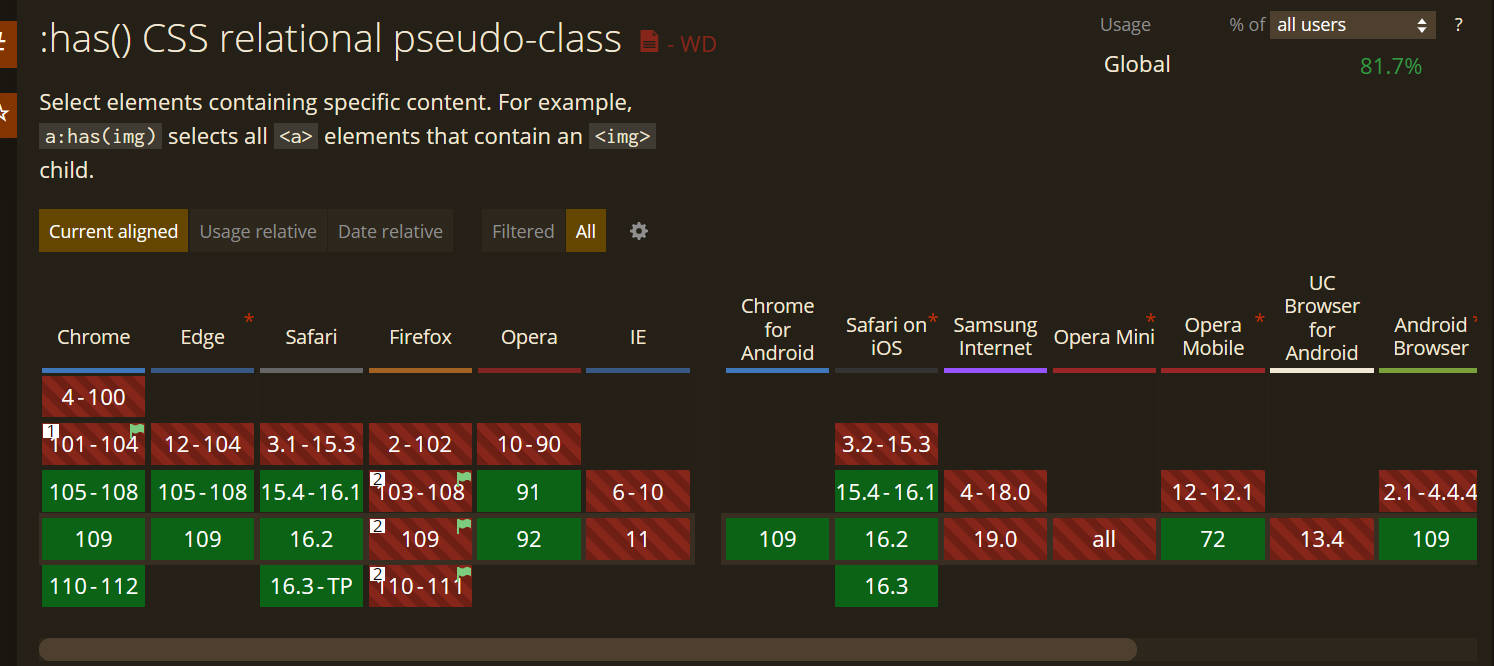 :has() CSS relational pseudo-class - WD
Usage % of all users ?
Global 81.7%
Select elements containing specific content. For example,
a:has(img) selects all <a> elements that contain an <img>
child.
Current aligned Usage relative Date relative Filtered All
Chrome Edge * Safari Firefox Opera IE Chrome for Android Safari on iOS * Samsung Internet Opera Mini * Opera Mobile * UC Browser for Android Android Browser *
4-100
1 101-104 12-104 3.1-15.3 2-102 10-90 3.2-15.3
105-108 105-108 15.4-16.1 2 103-108 91 6-10 15.4-16.1 4-18.0 12-12.1 2.1-4.4.4
109 109 16.2 2 109 92 11 109 16.2 19.0 all 72 13.4 109
110-112 16.3-TP 2 110-111 16.3